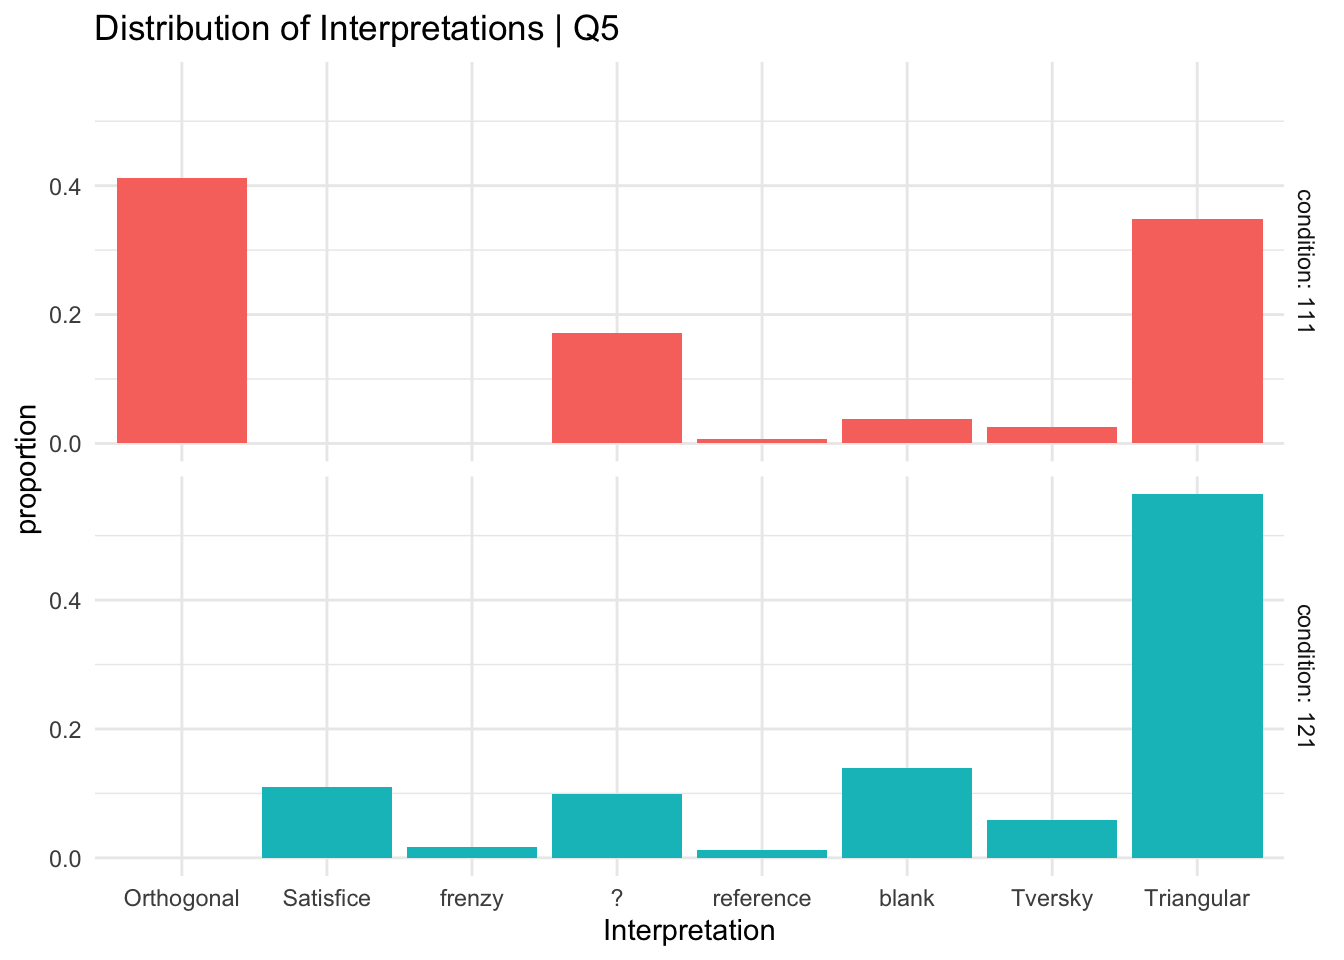 Distribution of Interpretations | Q5
proportion
0.4
0.2
0.0
condition: 111
0.4
0.2
0.0
condition: 121
Orthogonal Satisfice frenzy ? reference blank Tversky Triangular
Interpretation